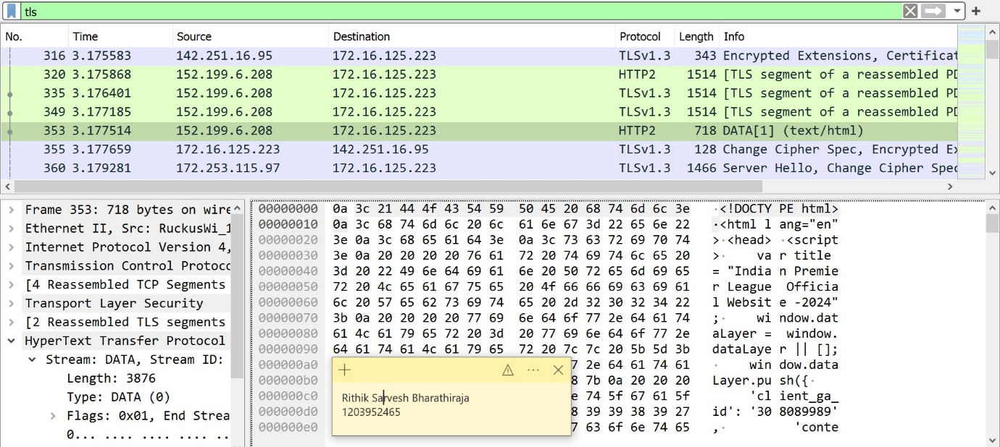 tls
No. Time Source Destination Protocol Length Info
316 3.175583 142.251.16.95 172.16.125.223 TLSv1.3 343 Encrypted Extensions, Certificat
320 3.175868 152.199.6.208 172.16.125.223 HTTP2 1514 [TLS segment of a reassembled PD
335 3.176401 152.199.6.208 172.16.125.223 TLSv1.3 1514 [TLS segment of a reassembled PD
349 3.177185 152.199.6.208 172.16.125.223 TLSv1.3 1514 [TLS segment of a reassembled PD
353 3.177514 152.199.6.208 172.16.125.223 HTTP2 718 DATA[1] (text/html)
355 3.177659 172.16.125.223 142.251.16.95 TLSv1.3 128 Change Cipher Spec, Encrypted Ex
360 3.179281 172.253.115.97 172.16.125.223 TLSv1.3 1466 Server Hello, Change Cipher Spec
Frame 353: 718 bytes on wire
Ethernet II, Src: RuckusWi_1
Internet Protocol Version 4,
Transmission Control Protoco
[4 Reassembled TCP Segments
Transport Layer Security
[2 Reassembled TLS segments
HyperText Transfer Protocol
Stream: DATA, Stream ID:
Length: 3876
Type: DATA (0)
Flags: 0x01, End Strea
0... .... .... .... ..
00000000 0a 3c 21 44 4f 43 54 59 50 45 20 68 74 6d 6c 3e ·<!DOCTY PE html>
00000010 0a 3c 68 74 6d 6c 20 6c 61 6e 67 3d 22 65 6e 22 ·<html l ang="en"
00000020 3e 0a 3c 68 65 61 64 3e 0a 3c 73 63 72 69 70 74 >·<head> ·<script
00000030 3e 0a 20 20 20 20 76 61 72 20 74 69 74 6c 65 20 >· va r title
00000040 3d 20 22 49 6e 64 69 61 6e 20 50 72 65 6d 69 65 = "India n Premie
00000050 72 20 4c 65 61 67 75 65 20 4f 66 66 69 63 69 61 r League Officia
00000060 6c 20 57 65 62 73 69 74 65 20 2d 32 30 32 34 22 l Websit e -2024"
00000070 3b 0a 20 20 20 20 77 69 6e 64 6f 77 2e 64 61 74 ;· wi ndow.dat
00000080 61 4c 61 79 65 72 20 3d 20 77 69 6e 64 6f 77 2e aLayer = window.
00000090 64 61 74 61 4c 61 79 65 72 20 7c 7c 20 5b 5d 3b dataLaye r || [];
000000a0 7 2e 64 61 74 61 · win dow.data
000000b0 8 7b 0a 20 20 20 Layer.pu sh({·
000000c0 e 74 5f 67 61 5f 'cl ient_ga_
000000d0 8 39 39 38 39 27 id': '30 8089989'
000000e0 7 63 6f 6e 74 65 ,· 'conte
Rithik Sarvesh Bharathiraja
1203952465